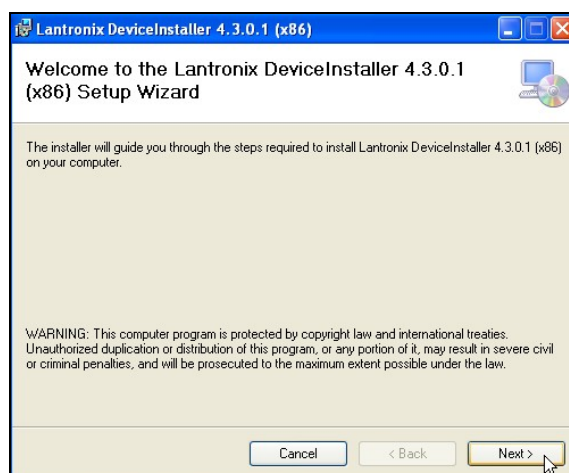 Lantronix DeviceInstaller 4.3.0.1 (x86)
Welcome to the Lantronix DeviceInstaller 4.3.0.1
(x86) Setup Wizard
The installer will guide you through the steps required to install Lantronix DeviceInstaller 4.3.0.1 (x86)
on your computer.
WARNING: This computer program is protected by copyright law and international treaties.
Unauthorized duplication or distribution of this program, or any portion of it, may result in severe civil
or criminal penalties, and will be prosecuted to the maximum extent possible under the law.
Cancel < Back Next >